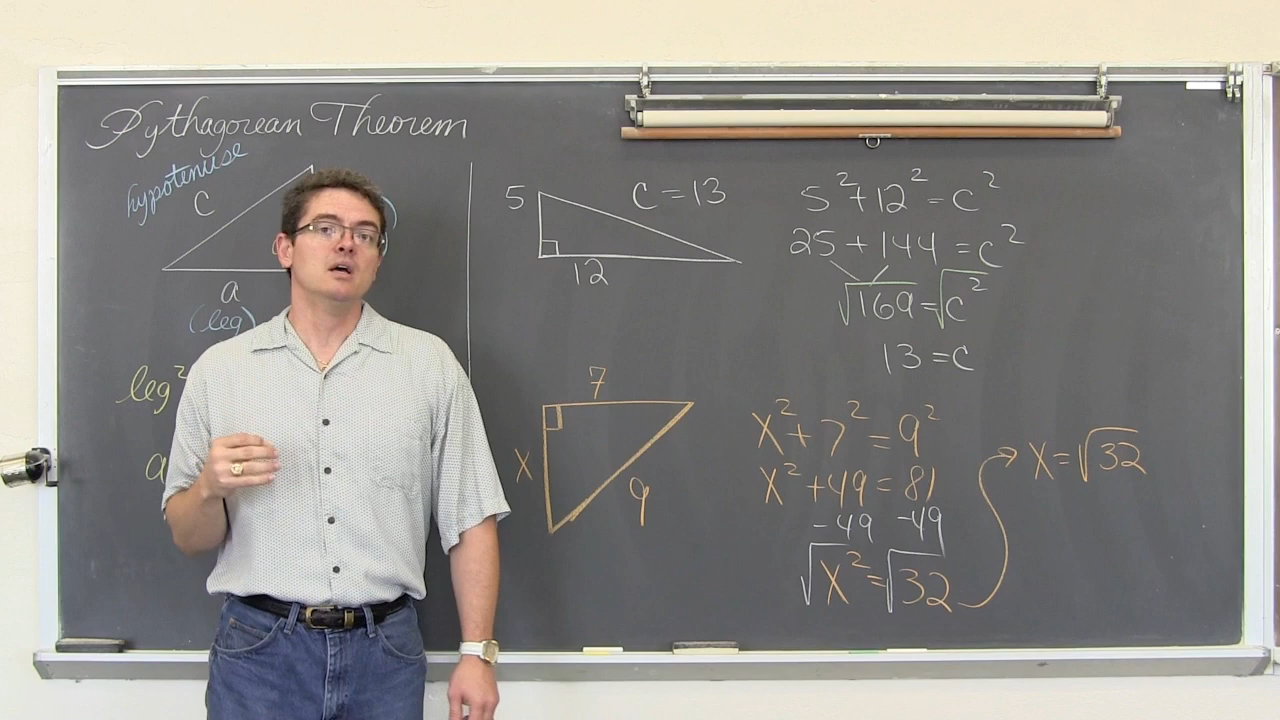 Pythagorean Theorem
hypotenuse
c
a
(leg)
)
leg²
a
5
c = 13
12
5² + 12² = c²
25 + 144 = c²
√169 = √c²
13 = c
7
x
9
x² + 7² = 9²
x² + 49 = 81
-49 -49
√x² = √32
x = √32